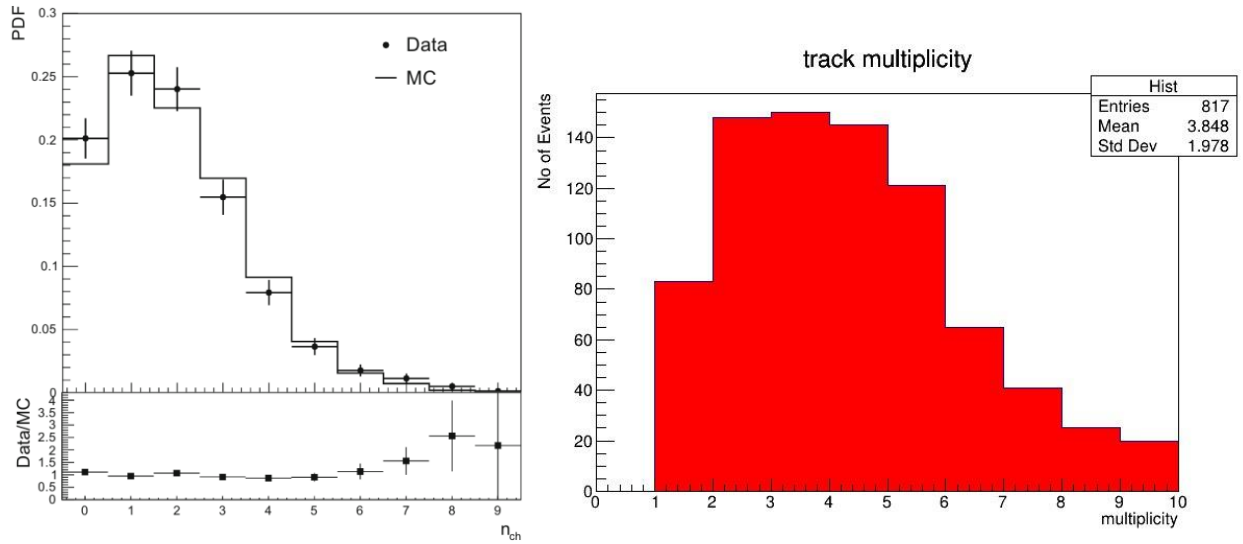 PDF
0.3
0.25
0.2
0.15
0.1
0.05
0
Data
MC
Data/MC
4
3.5
3
2.5
2
1.5
1
0.5
0
0 1 2 3 4 5 6 7 8 9
n_ch
track multiplicity
Hist
Entries 817
Mean 3.848
Std Dev 1.978
No of Events
140
120
100
80
60
40
20
0
0 1 2 3 4 5 6 7 8 9 10
multiplicity